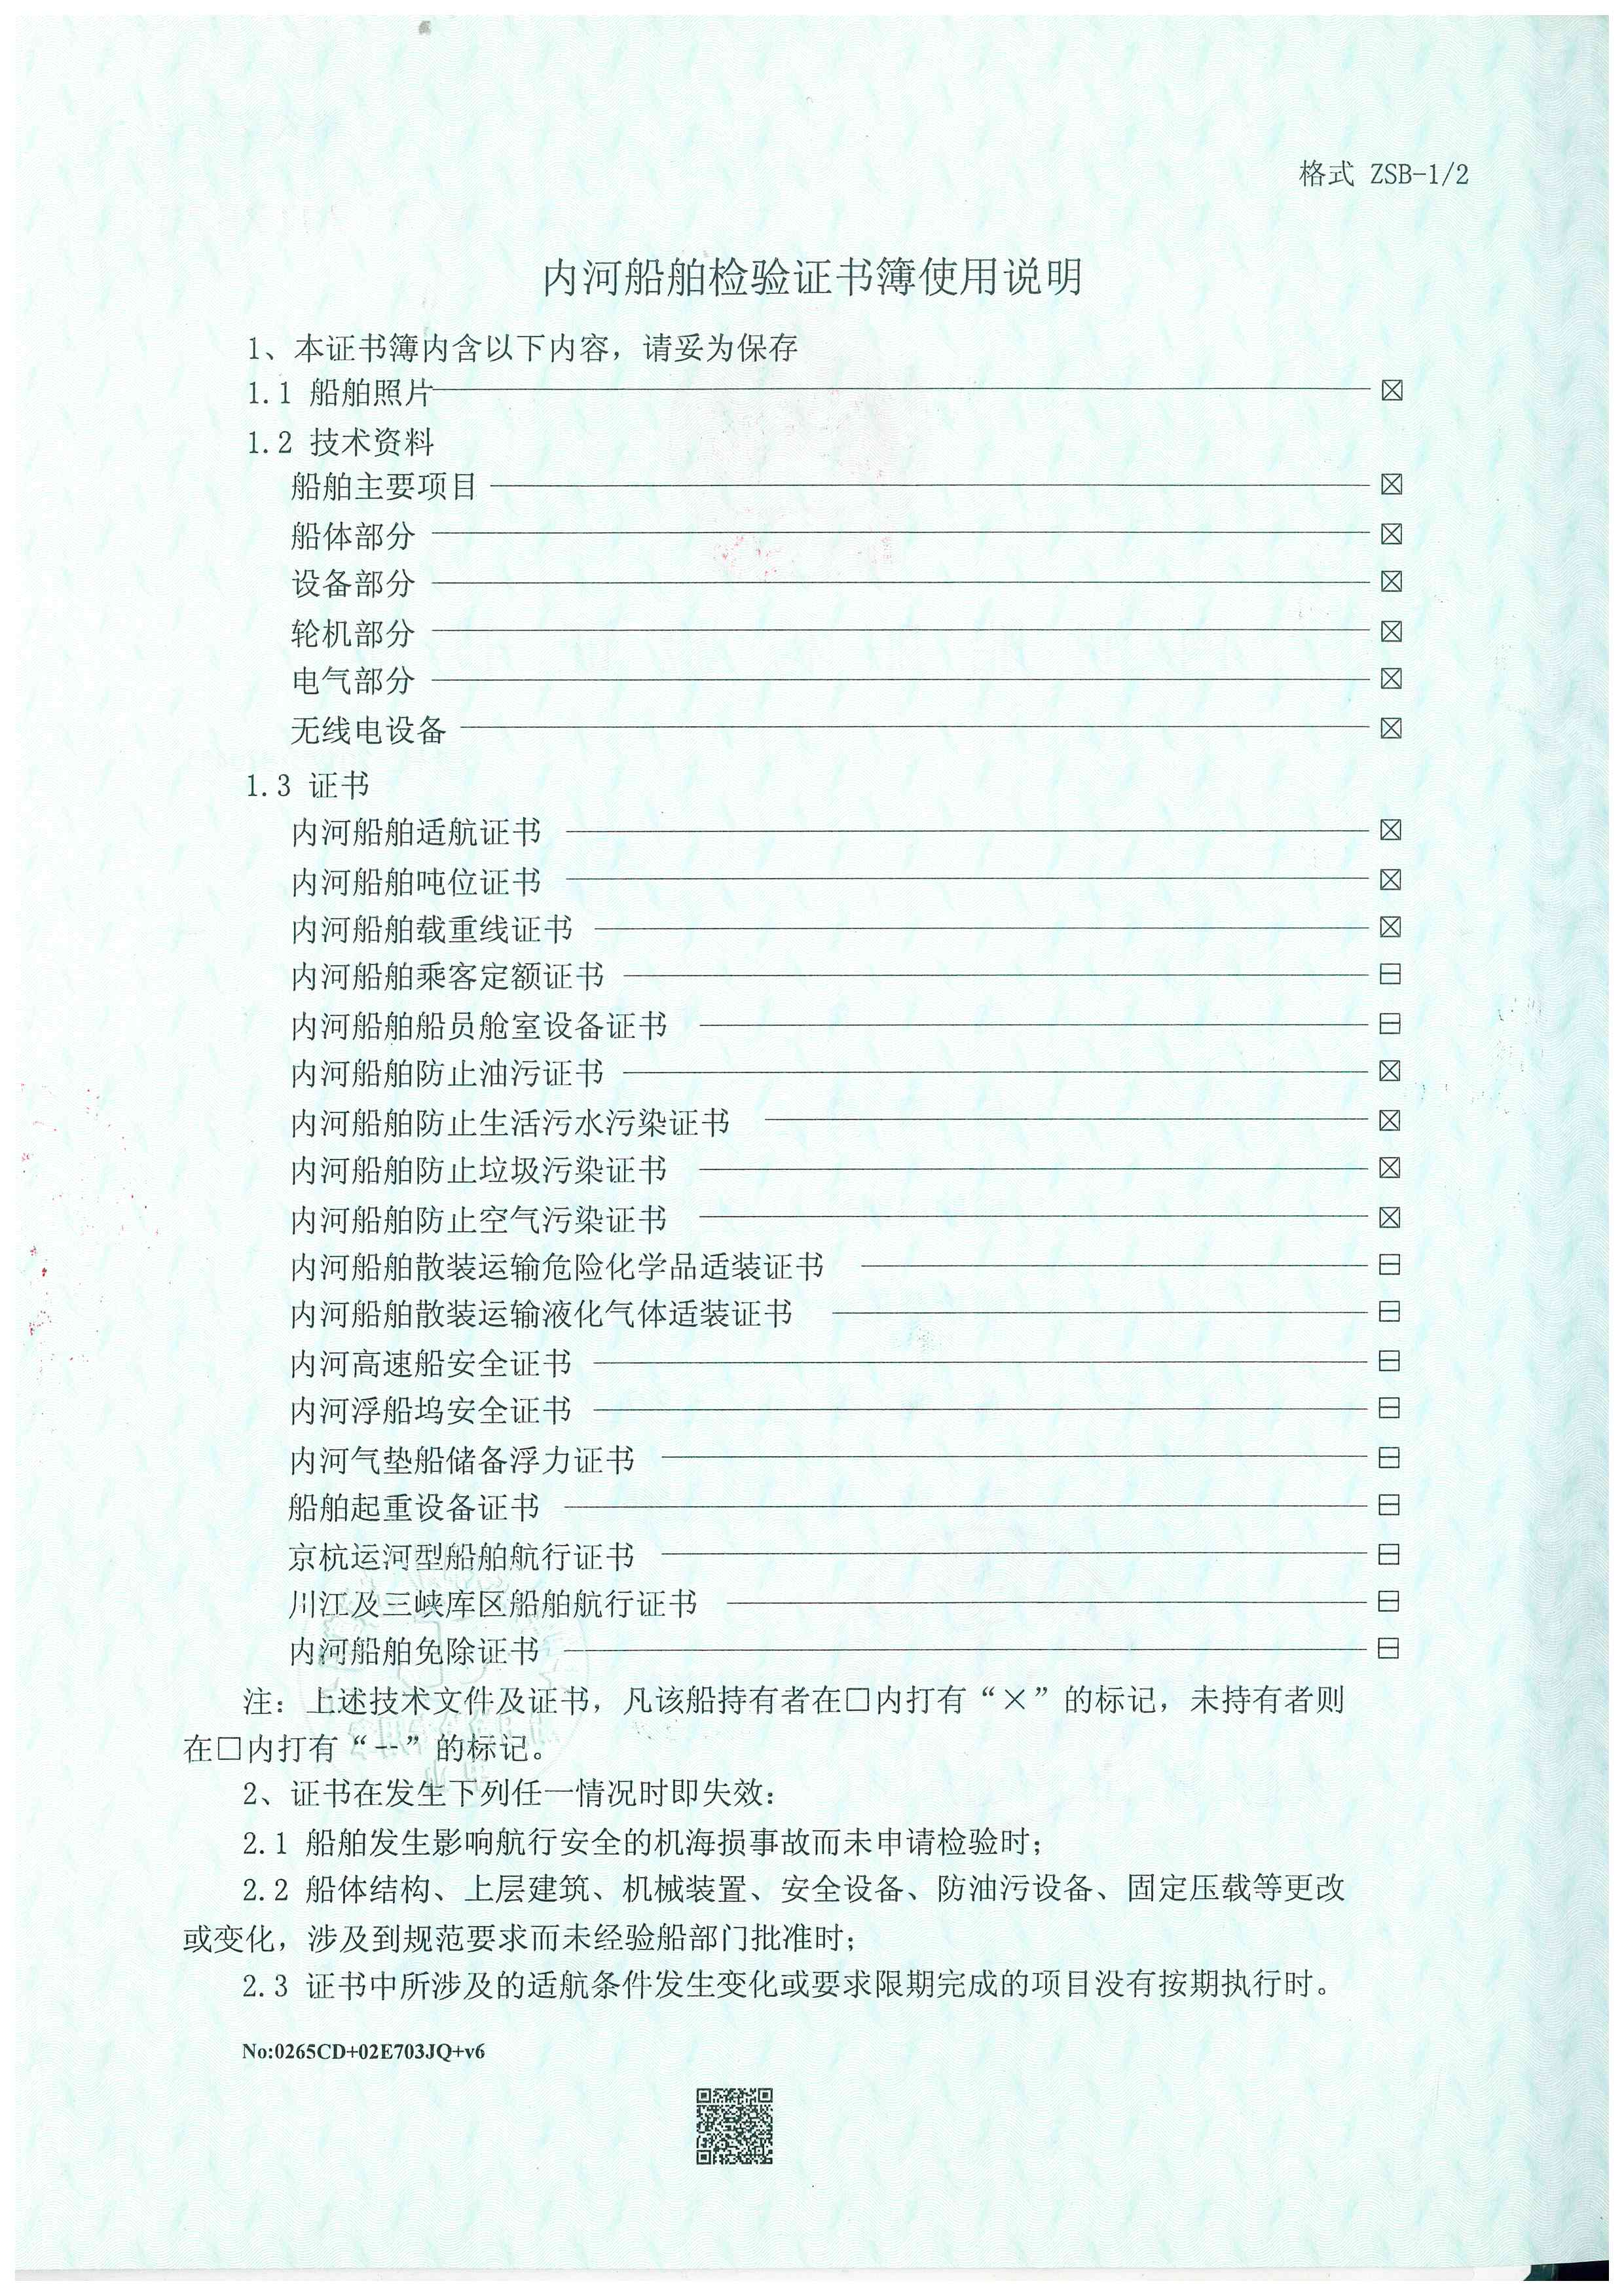 格式 ZSB-1/2
内河船舶检验证书簿使用说明
1、本证书簿内含以下内容，请妥为保存
1.1 船舶照片 ☒
1.2 技术资料
船舶主要项目 ☒
船体部分 ☒
设备部分 ☒
轮机部分 ☒
电气部分 ☒
无线电设备 ☒
1.3 证书
内河船舶适航证书 ☒
内河船舶吨位证书 ☒
内河船舶载重线证书 ☒
内河船舶乘客定额证书 ⊟
内河船舶船员舱室设备证书 ⊟
内河船舶防止油污证书 ☒
内河船舶防止生活污水污染证书 ☒
内河船舶防止垃圾污染证书 ☒
内河船舶防止空气污染证书 ☒
内河船舶散装运输危险化学品适装证书 ⊟
内河船舶散装运输液化气体适装证书 ⊟
内河高速船安全证书 ⊟
内河浮船坞安全证书 ⊟
内河气垫船储备浮力证书 ⊟
船舶起重设备证书 ⊟
京杭运河型船舶航行证书 ⊟
川江及三峡库区船舶航行证书 ⊟
内河船舶免除证书 ⊟
注：上述技术文件及证书，凡该船持有者在□内打有“×”的标记，未持有者则
在□内打有“--”的标记。
2、证书在发生下列任一情况时即失效：
2.1 船舶发生影响航行安全的机海损事故而未申请检验时；
2.2 船体结构、上层建筑、机械装置、安全设备、防油污设备、固定压载等更改
或变化，涉及到规范要求而未经验船部门批准时；
2.3 证书中所涉及的适航条件发生变化或要求限期完成的项目没有按期执行时。
No:0265CD+02E703JQ+v6